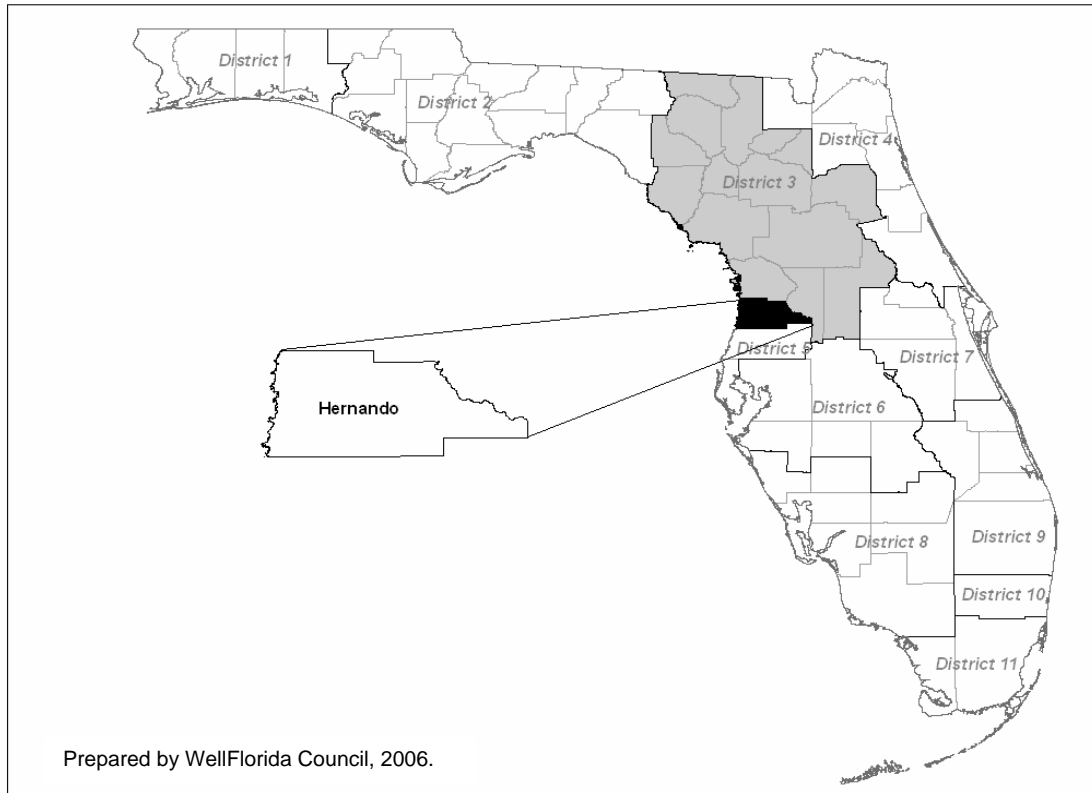 District 1
District 2
District 4
District 3
District 5
District 7
Hernando
District 6
District 8
District 9
District 10
District 11
Prepared by WellFlorida Council, 2006.